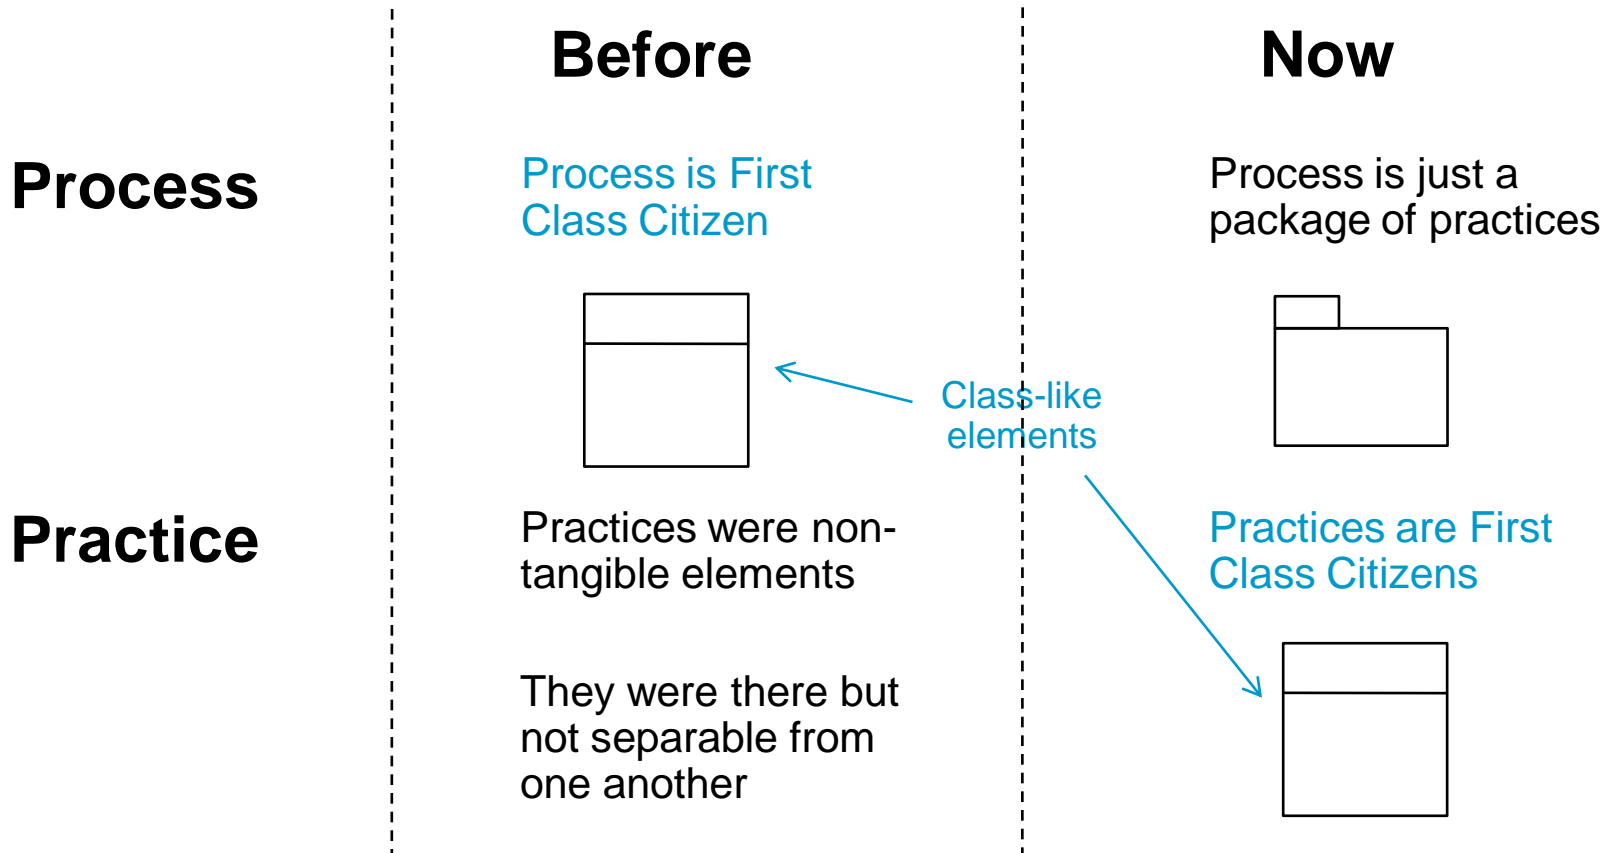 Before
Now
Process
Process is First
Class Citizen
Process is just a
package of practices
Class-like
elements
Practice
Practices were non-
tangible elements
They were there but
not separable from
one another
Practices are First
Class Citizens